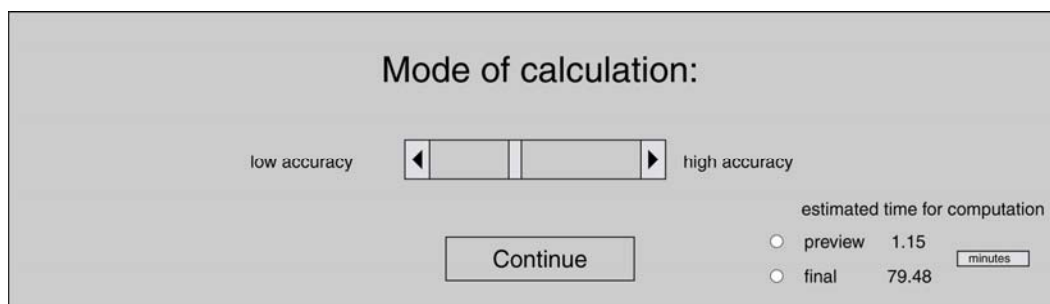 Mode of calculation:
low accuracy high accuracy
estimated time for computation
preview 1.15
minutes
Continue
final 79.48